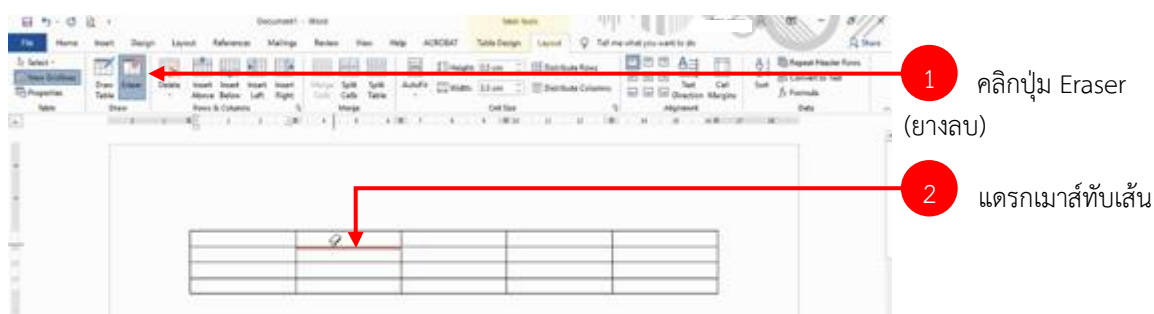 Document1 - Word
Table Tools
File Home Insert Design Layout References Mailings Review View Help ACROBAT Table Design Layout Tell me what you want to do Share
Select
View Gridlines
Properties
Draw Table
Eraser
Delete
Insert Above
Insert Below
Insert Left
Insert Right
Merge Cells
Split Cells
Split Table
AutoFit
Height:
Width:
Distribute Rows
Distribute Columns
Text Direction
Cell Margins
Sort
Repeat Header Rows
Convert to Text
Formula
Table Draw Rows & Columns Merge Cell Size Alignment Data
1 คลิกปุ่ม Eraser
(ยางลบ)
2 แดรกเมาส์ทับเส้น